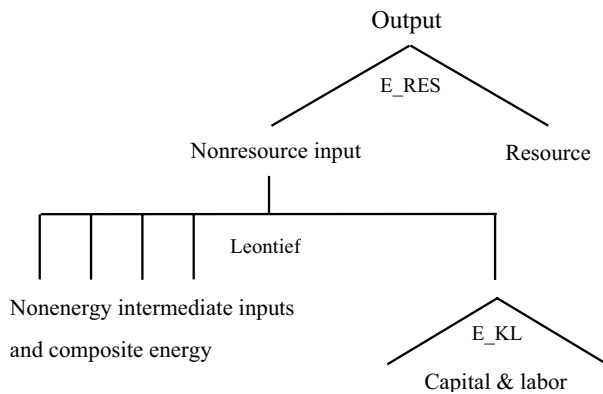 Output
E_RES
Nonresource input
Resource
Leontief
Nonenergy intermediate inputs
and composite energy
E_KL
Capital & labor